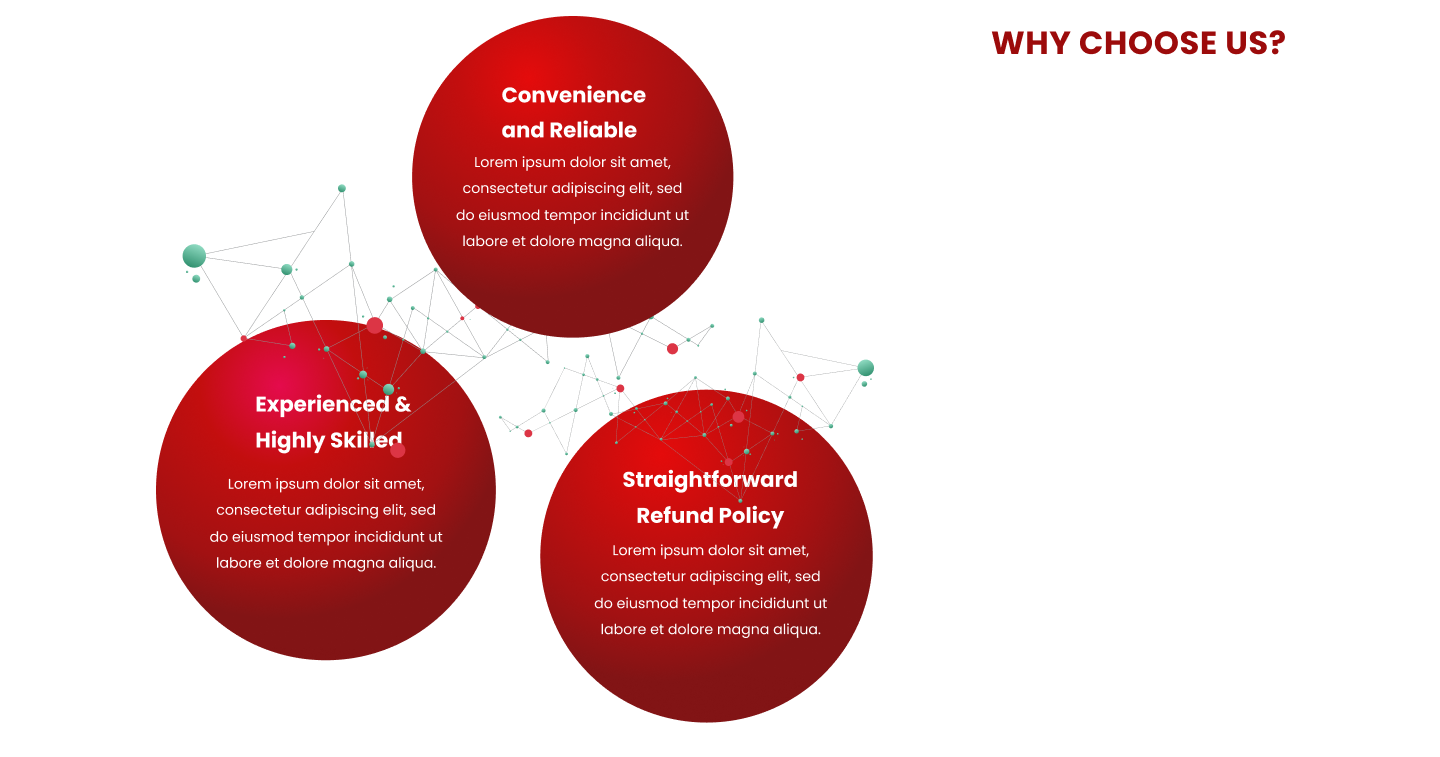 WHY CHOOSE US?
Convenience
and Reliable
Lorem ipsum dolor sit amet,
consectetur adipiscing elit, sed
do eiusmod tempor incididunt ut
labore et dolore magna aliqua.
Experienced &
Highly Skilled
Lorem ipsum dolor sit amet,
consectetur adipiscing elit, sed
do eiusmod tempor incididunt ut
labore et dolore magna aliqua.
Straightforward
Refund Policy
Lorem ipsum dolor sit amet,
consectetur adipiscing elit, sed
do eiusmod tempor incididunt ut
labore et dolore magna aliqua.